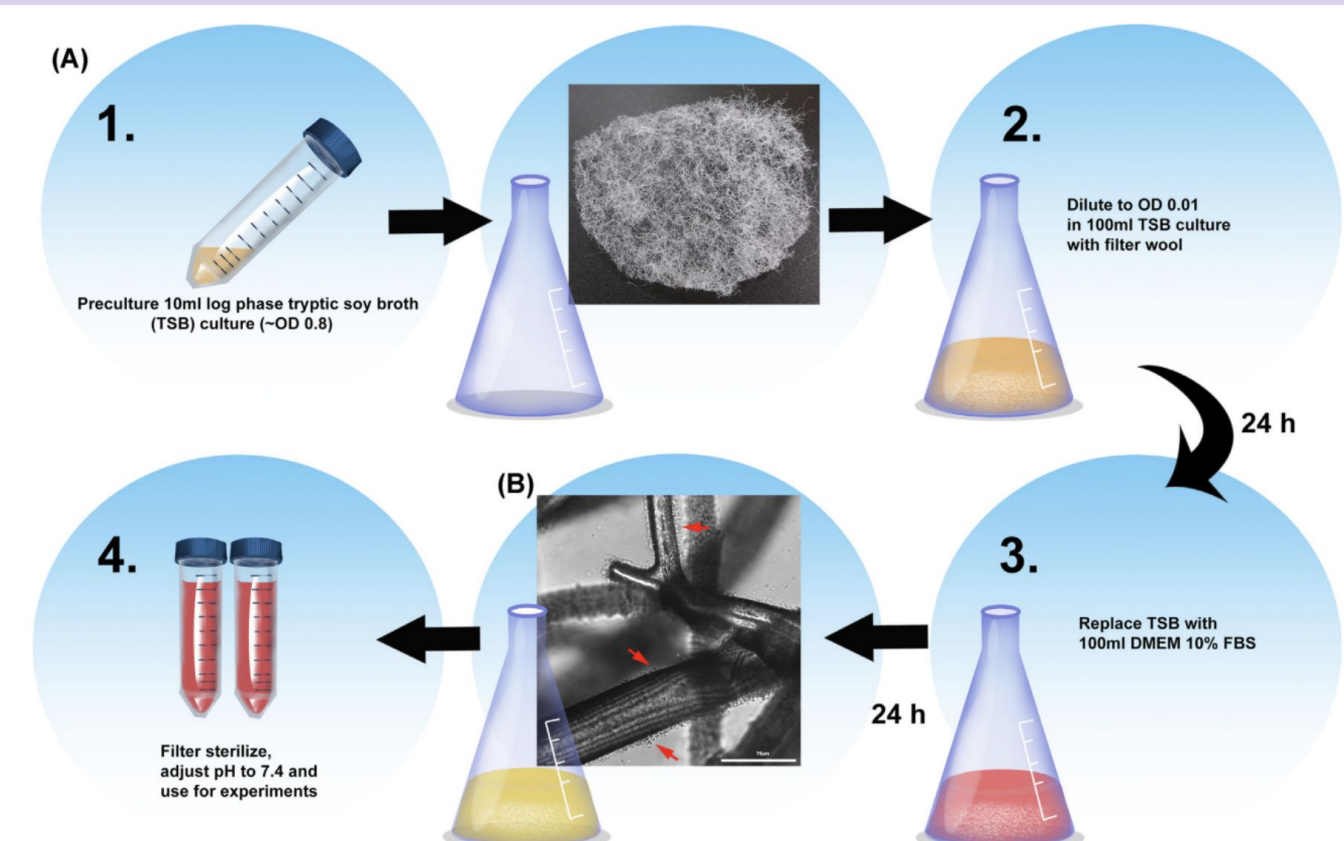 (A)
1.
Preculture 10ml log phase tryptic soy broth
(TSB) culture (~OD 0.8)
2.
Dilute to OD 0.01
in 100ml TSB culture
with filter wool
24 h
3.
Replace TSB with
100ml DMEM 10% FBS
24 h
(B)
4.
Filter sterilize,
adjust pH to 7.4 and
use for experiments